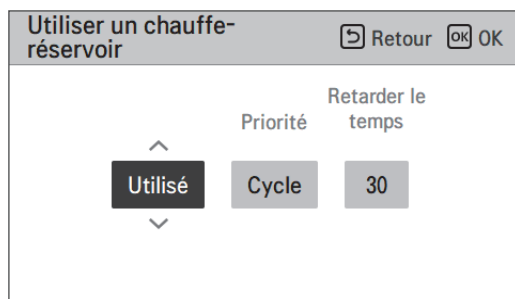 Utiliser un chauffe-
réservoir
Retour OK OK
Retarder le
Priorité temps
Utilisé Cycle 30